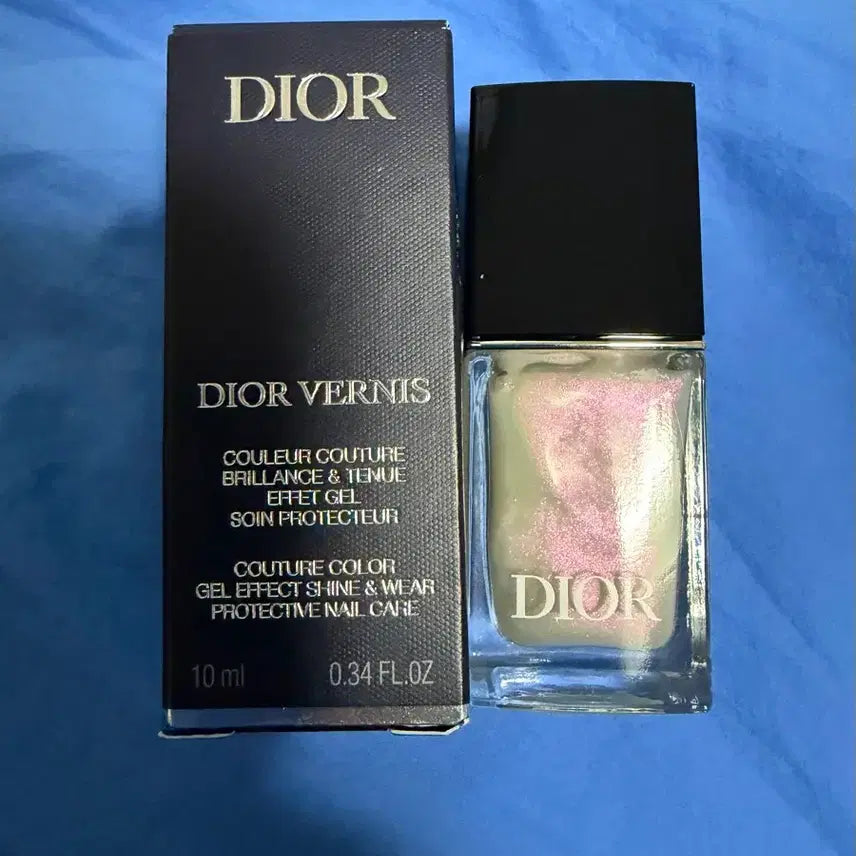 DIOR
DIOR VERNIS
COULEUR COUTURE
BRILLANCE & TENUE
EFFET GEL
SOIN PROTECTEUR
COUTURE COLOR
GEL EFFECT SHINE & WEAR
PROTECTIVE NAIL CARE
10 ml 0.34 FL.OZ
DIOR